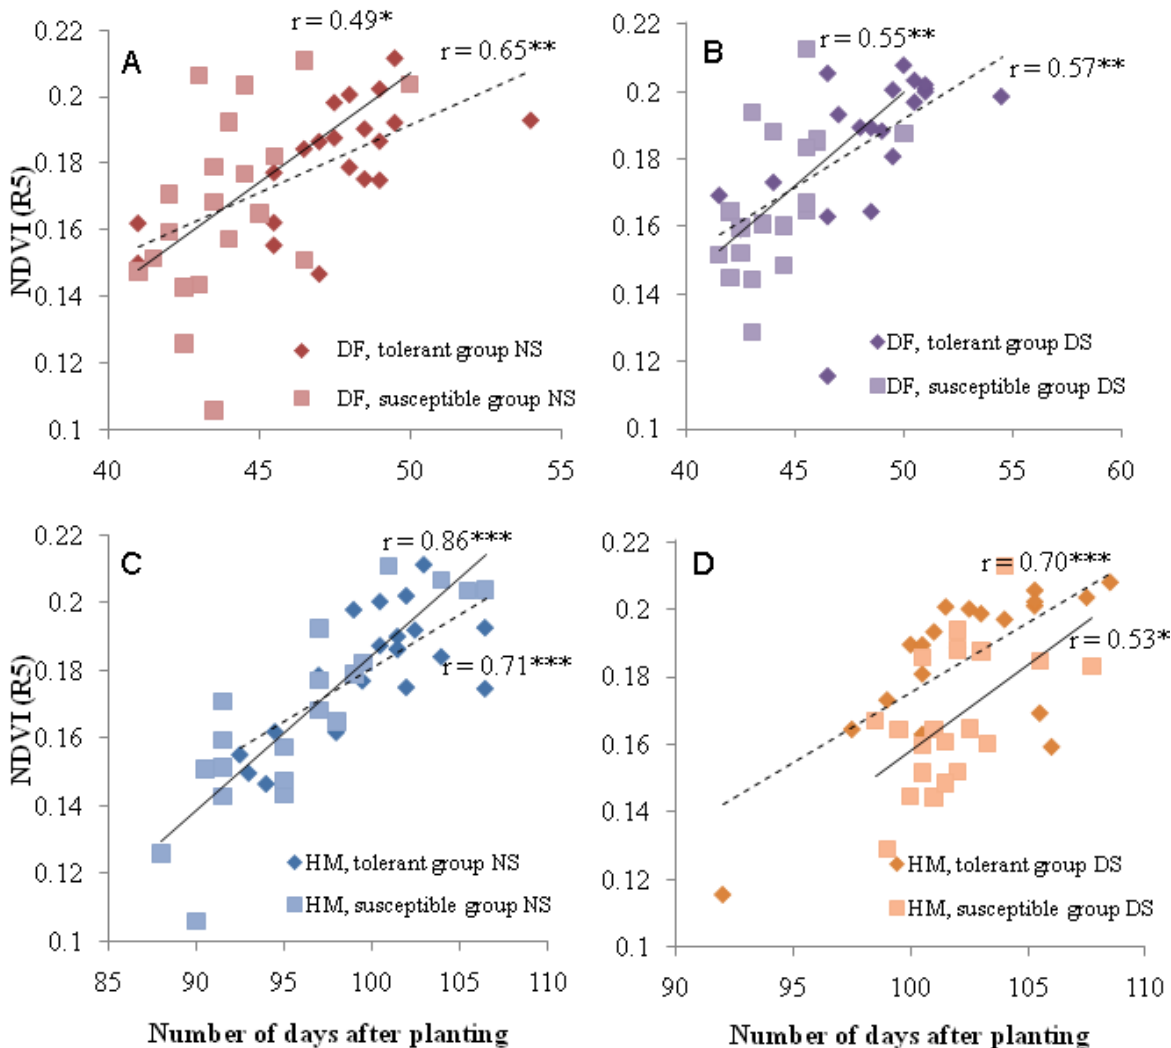 A
r = 0.49*
r = 0.65**
NDVI (R5)
0.22
0.2
0.18
0.16
0.14
0.12
0.1
40
45
50
55
DF, tolerant group NS
DF, susceptible group NS
B
r = 0.55**
r = 0.57**
0.22
0.2
0.18
0.16
0.14
0.12
0.1
40
45
50
55
60
DF, tolerant group DS
DF, susceptible group DS
C
r = 0.86***
r = 0.71***
NDVI (R5)
0.22
0.2
0.18
0.16
0.14
0.12
0.1
85
90
95
100
105
110
HM, tolerant group NS
HM, susceptible group NS
Number of days after planting
D
r = 0.70***
r = 0.53*
0.22
0.2
0.18
0.16
0.14
0.12
0.1
90
95
100
105
110
HM, tolerant group DS
HM, susceptible group DS
Number of days after planting